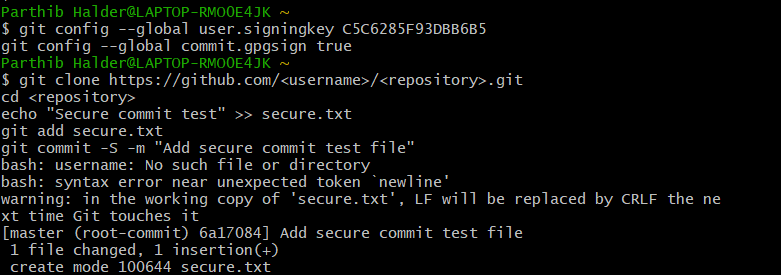 Parthib Halder@LAPTOP-RMO0E4JK ~
$ git config --global user.signingkey C5C6285F93DBB6B5
git config --global commit.gpgsign true
Parthib Halder@LAPTOP-RMO0E4JK ~
$ git clone https://github.com/<username>/<repository>.git
cd <repository>
echo "Secure commit test" >> secure.txt
git add secure.txt
git commit -S -m "Add secure commit test file"
bash: username: No such file or directory
bash: syntax error near unexpected token `newline'
warning: in the working copy of 'secure.txt', LF will be replaced by CRLF the ne
xt time Git touches it
[master (root-commit) 6a17084] Add secure commit test file
 1 file changed, 1 insertion(+)
 create mode 100644 secure.txt